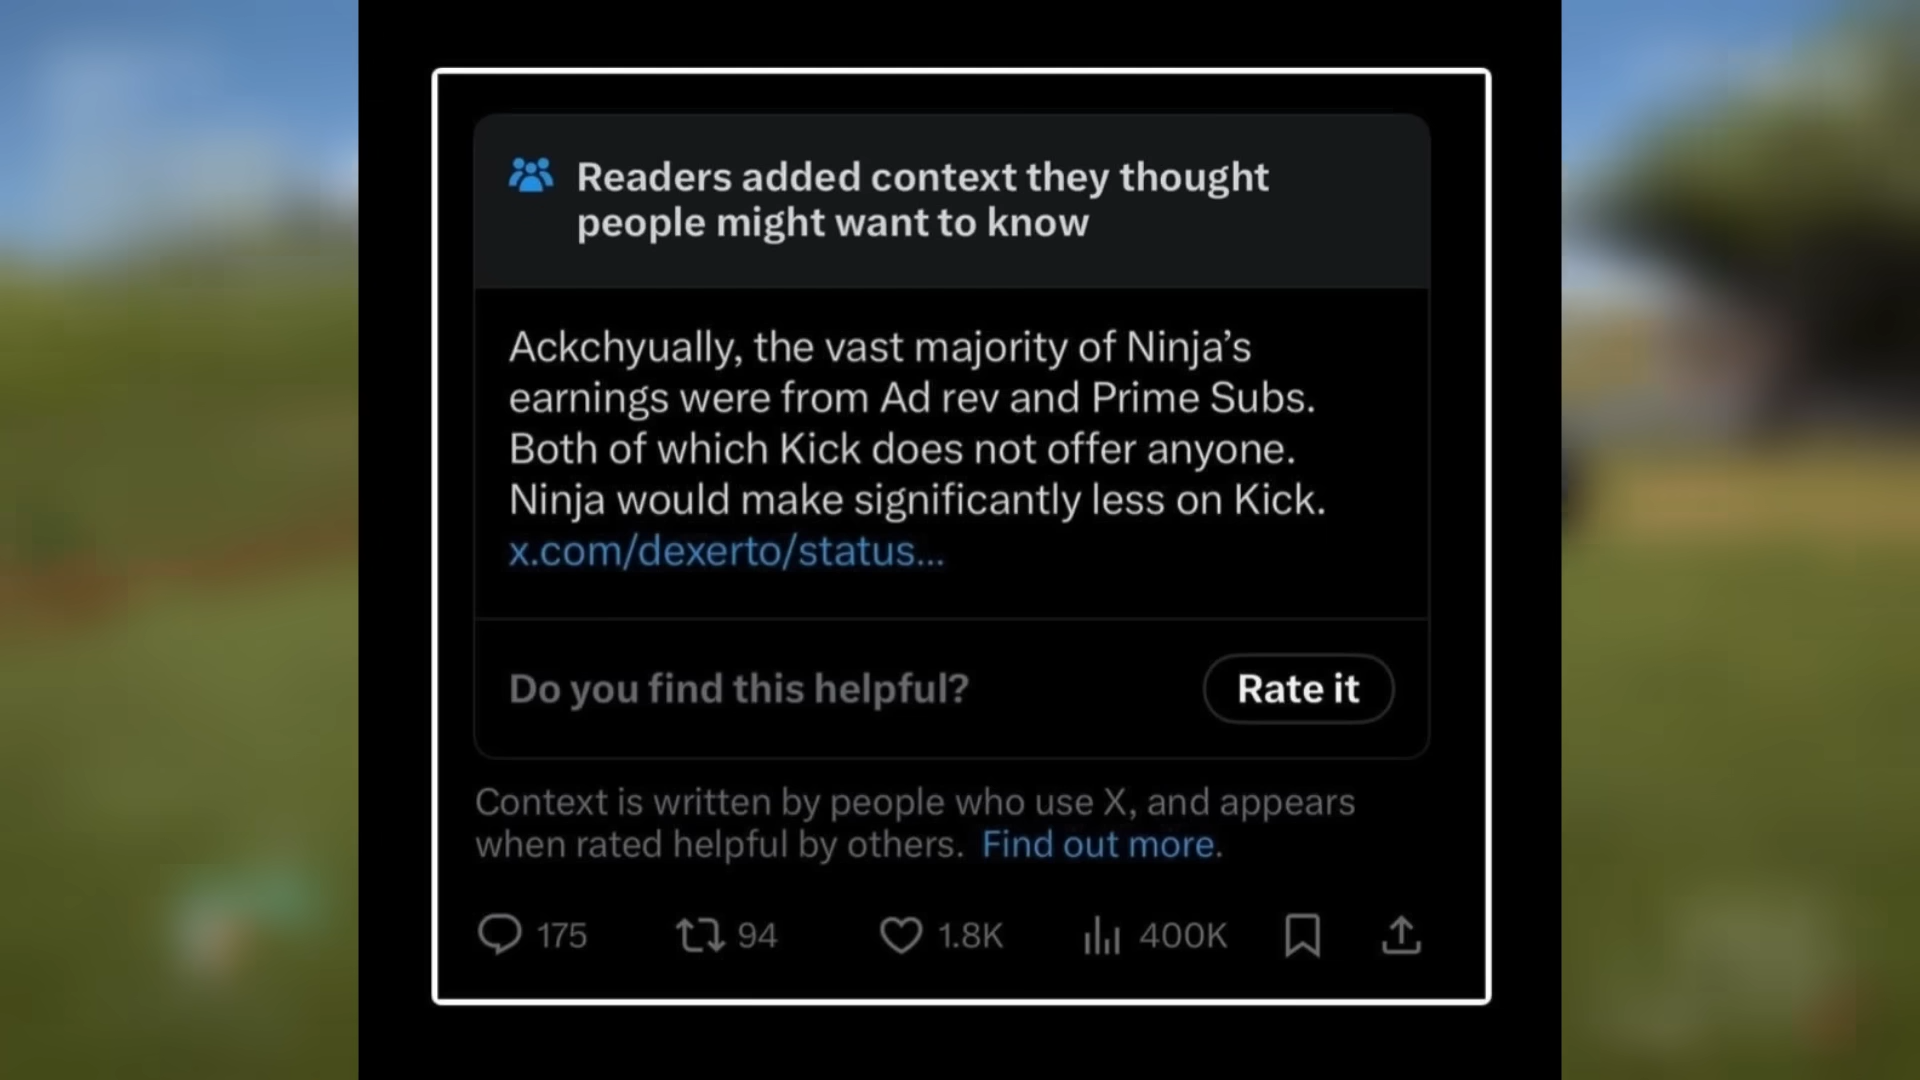 Readers added context they thought
people might want to know
Ackchyually, the vast majority of Ninja’s
earnings were from Ad rev and Prime Subs.
Both of which Kick does not offer anyone.
Ninja would make significantly less on Kick.
x.com/dexerto/status...
Do you find this helpful?
Rate it
Context is written by people who use X, and appears
when rated helpful by others. Find out more.
175 94 1.8K 400K